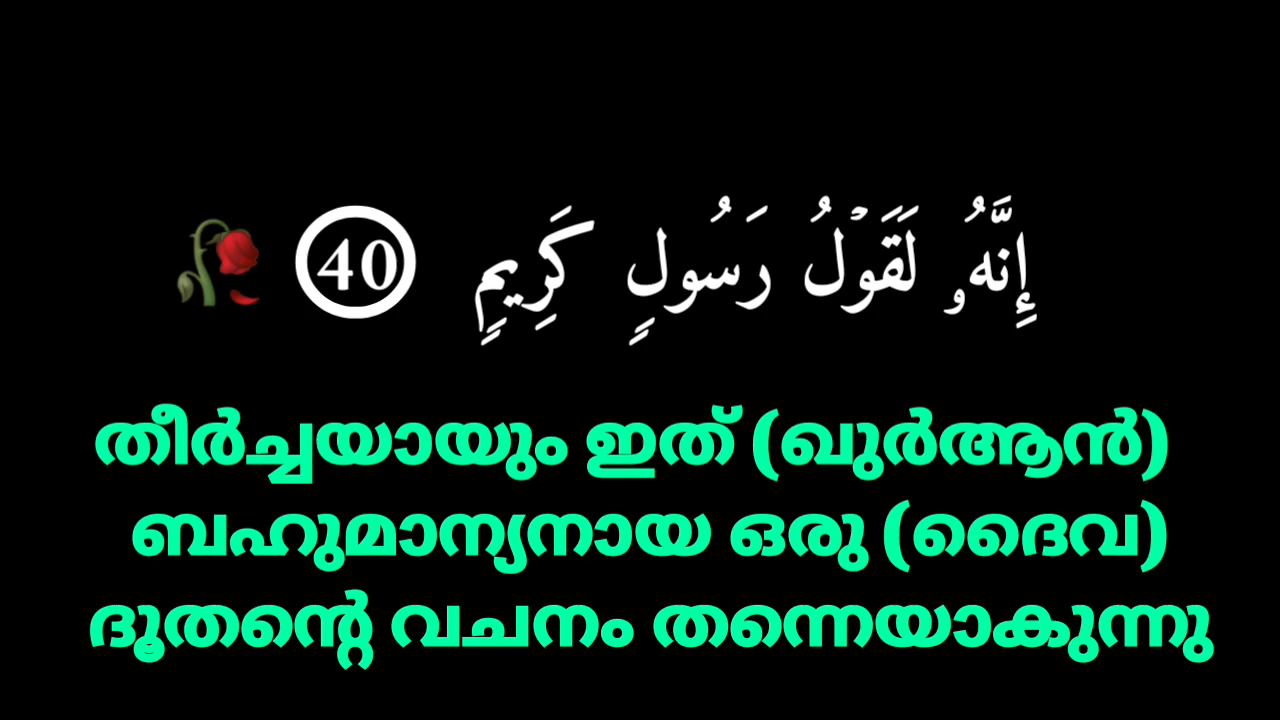 إِنَّهُۥ لَقَوْلُ رَسُولٍ كَرِيمٍ 40
തീർച്ചയായും ഇത് (ഖുർആൻ)
ബഹുമാന്യനായ ഒരു (ദൈവ)
ദൂതന്റെ വചനം തന്നെയാകുന്നു